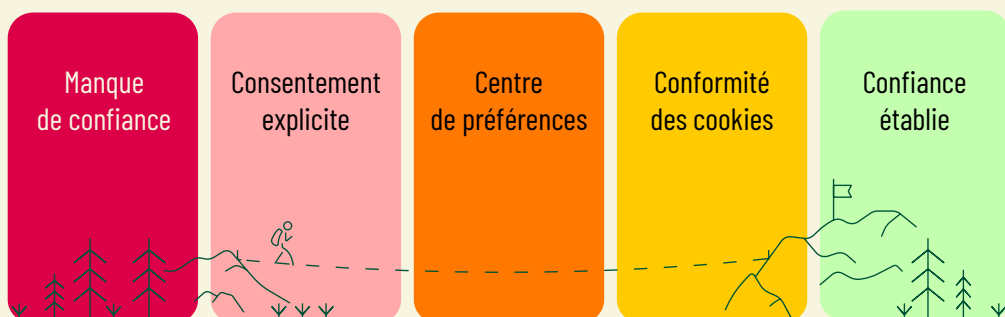 Manque
de confiance
Consentement
explicite
Centre
de préférences
Conformité
des cookies
Confiance
établie